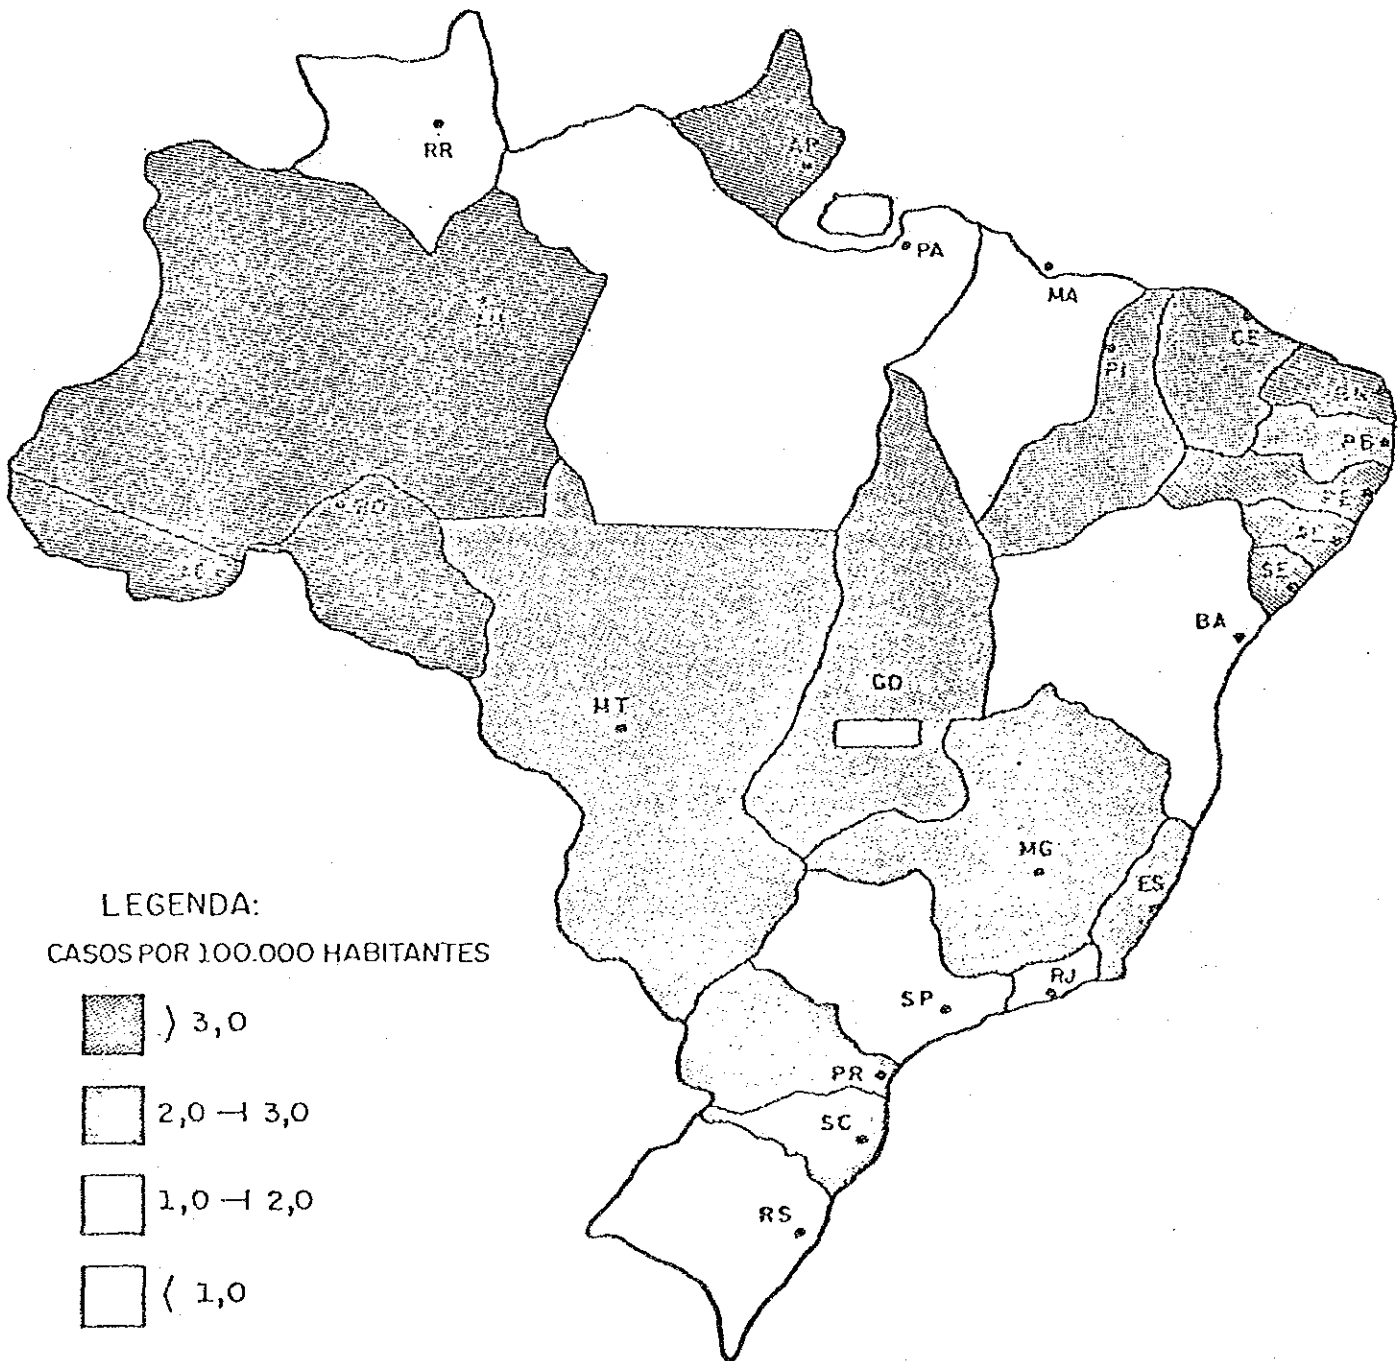 RR
AP
PA
MA
CE
PI
RN
PB
PE
AL
SE
AC
BA
GO
MT
MG
ES
RJ
SP
PR
SC
RS
LEGENDA:
CASOS POR 100.000 HABITANTES
⟩ 3,0
2,0 ⊣ 3,0
1,0 ⊣ 2,0
⟨ 1,0